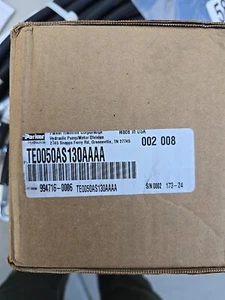 Parker
Parker Hannifin Corporation
Hydraulic Pump/Motor Division
2745 Snapps Ferry Rd, Greeneville, TN 37745
Made in USA
002 008
TE0050AS130AAAA
994716-0006 TE0050AS130AAAA
S/N 0002 173-24